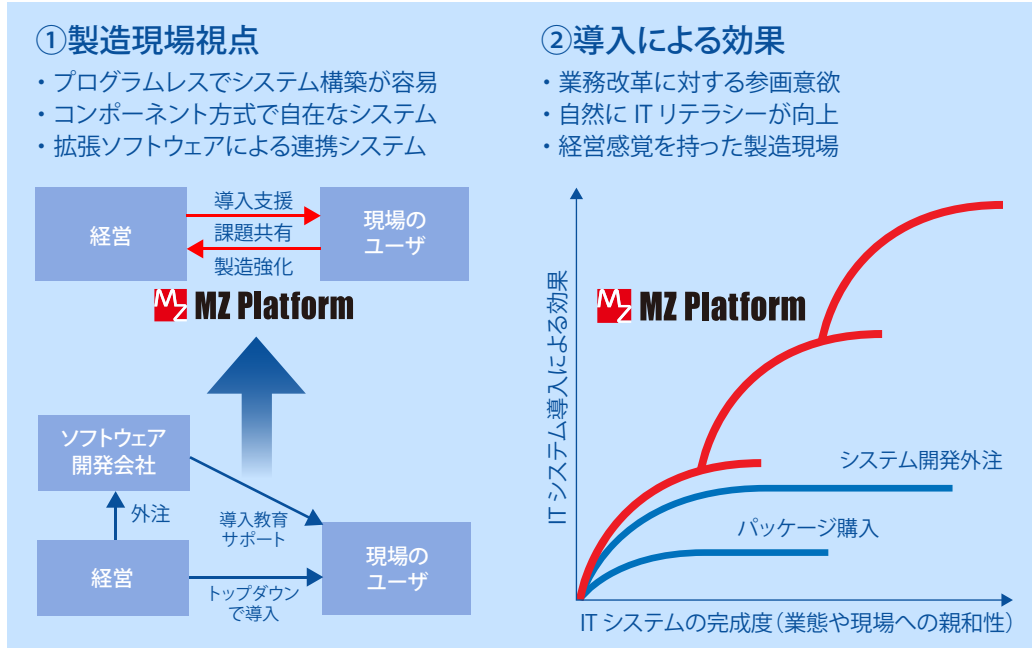 ①製造現場視点
・プログラムレスでシステム構築が容易
・コンポーネント方式で自在なシステム
・拡張ソフトウェアによる連携システム
経営
導入支援
課題共有
製造強化
現場の
ユーザ
MZ MZ Platform
ソフトウェア
開発会社
外注
導入教育
サポート
経営
トップダウン
で導入
現場の
ユーザ
②導入による効果
・業務改革に対する参画意欲
・自然に IT リテラシーが向上
・経営感覚を持った製造現場
IT システム導入による効果
MZ MZ Platform
システム開発外注
パッケージ購入
IT システムの完成度（業態や現場への親和性）